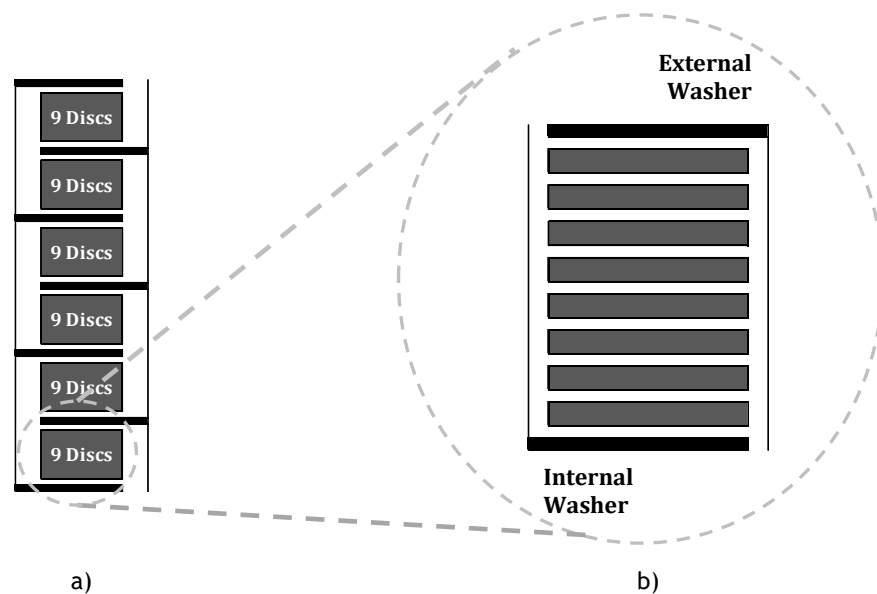 9 Discs
9 Discs
9 Discs
9 Discs
9 Discs
9 Discs
External
Washer
Internal
Washer
a)
b)